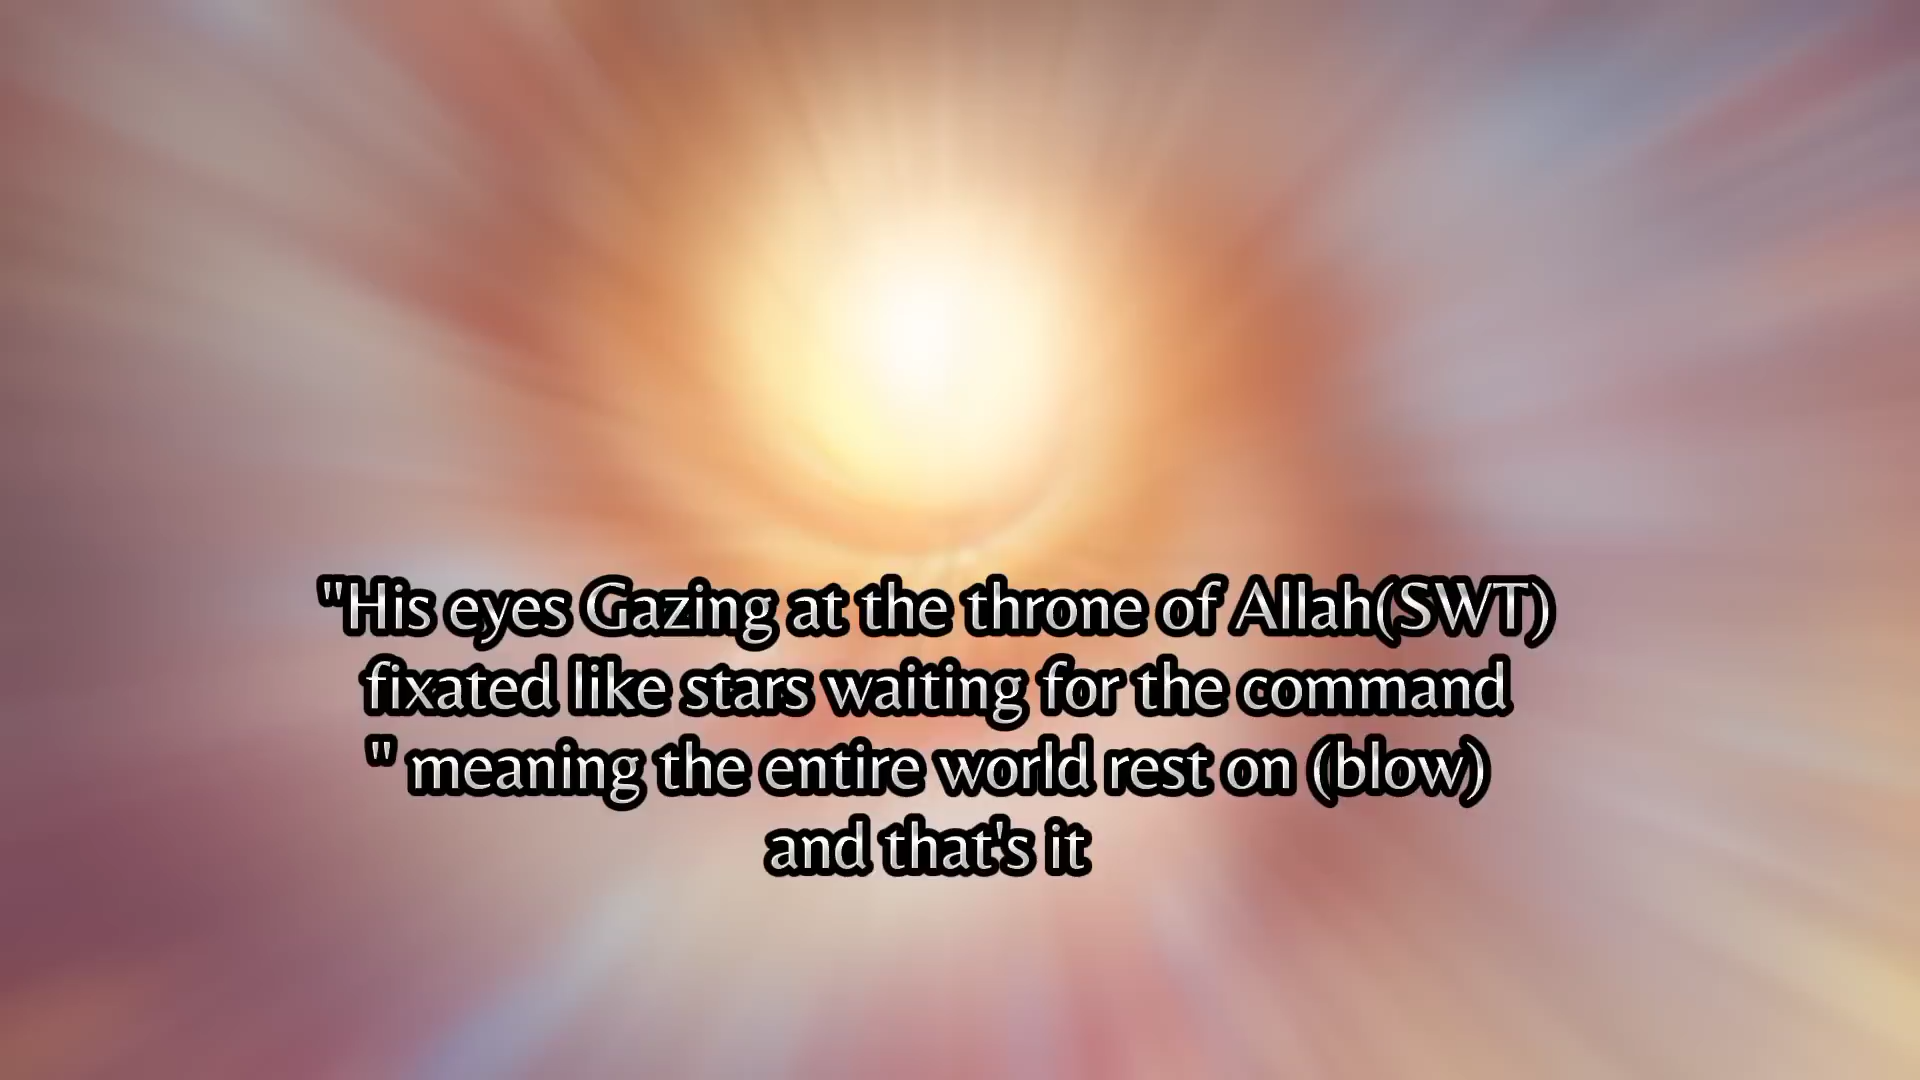 "His eyes Gazing at the throne of Allah(SWT)
fixated like stars waiting for the command
" meaning the entire world rest on (blow)
and that's it